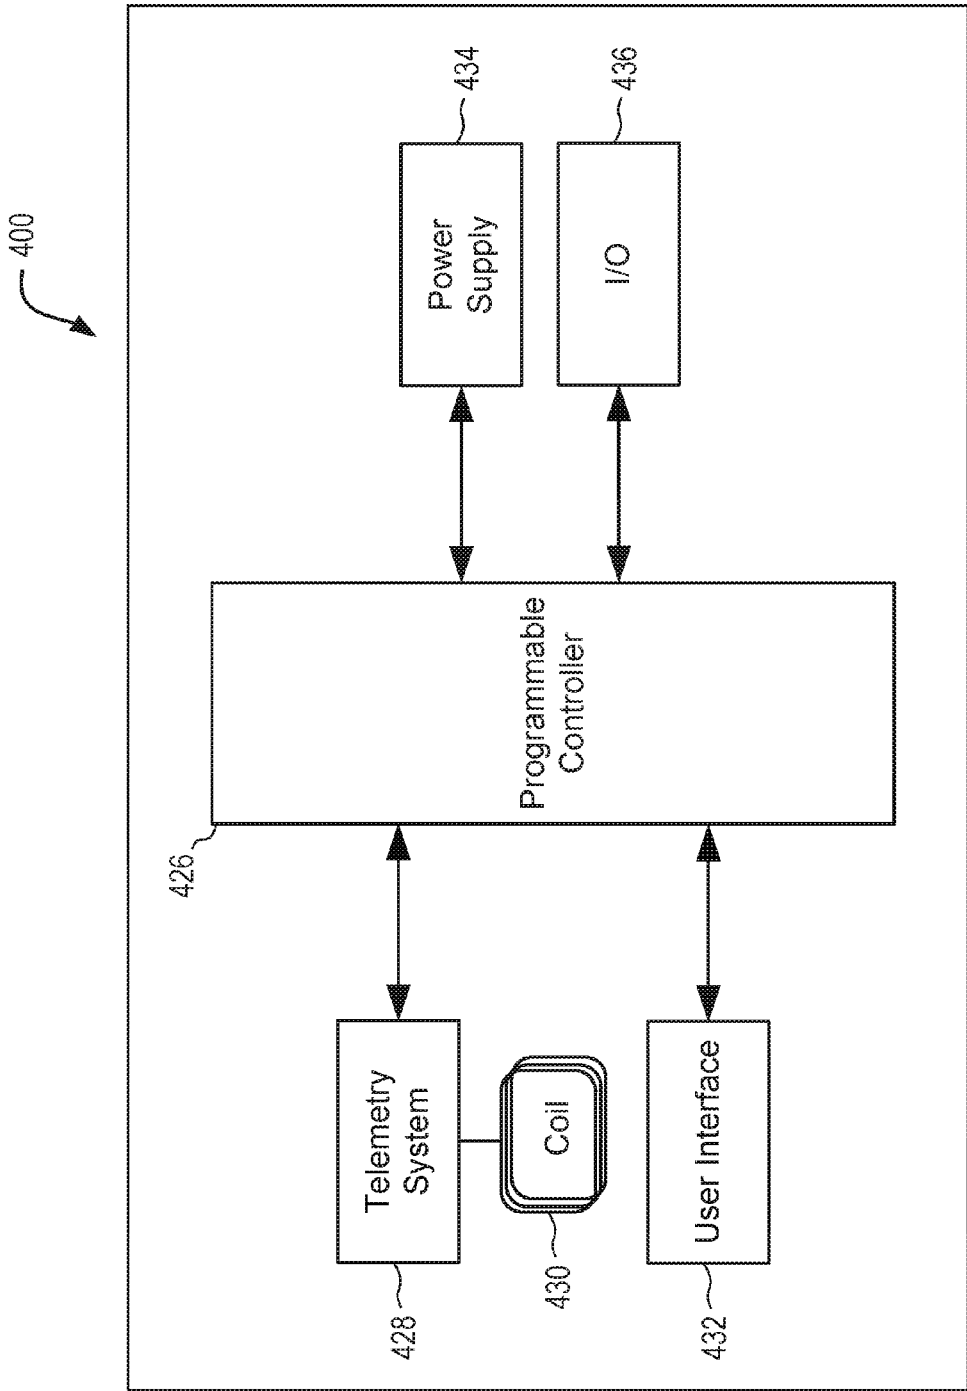 400
426
428
Telemetry
System
Coil
430
User Interface
432
Programmable
Controller
Power
Supply
434
I/O
436